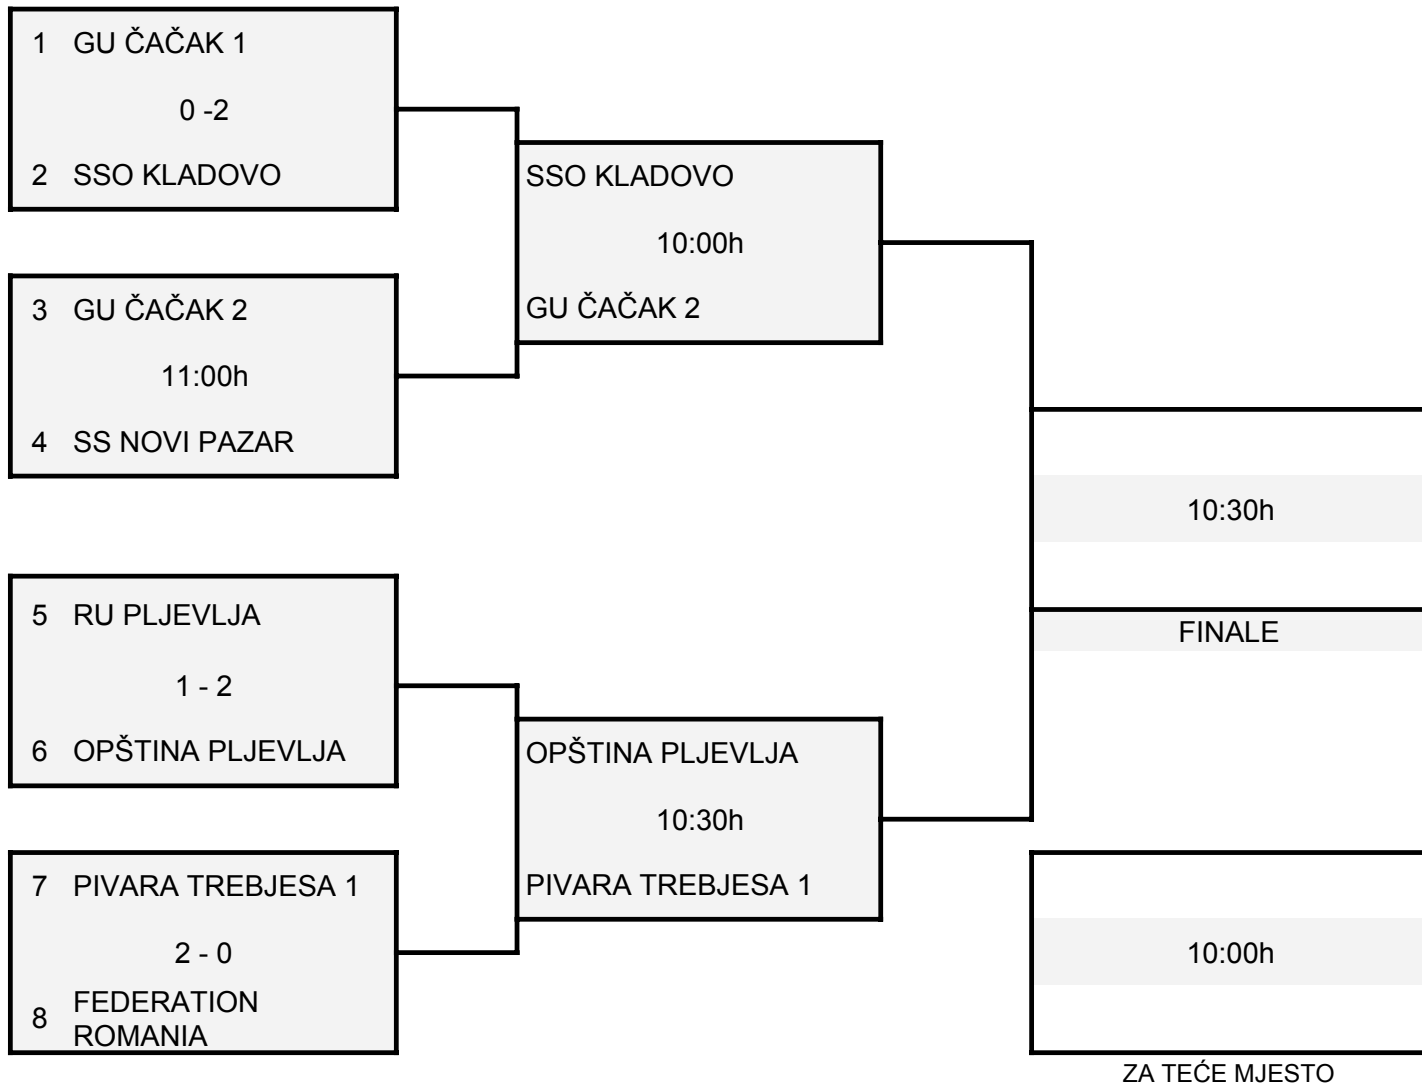 1 GU ČAČAK 1
0 -2
2 SSO KLADOVO
3 GU ČAČAK 2
11:00h
4 SS NOVI PAZAR
5 RU PLJEVLJA
1 - 2
6 OPŠTINA PLJEVLJA
7 PIVARA TREBJESA 1
2 - 0
8 FEDERATION
ROMANIA
SSO KLADOVO
10:00h
GU ČAČAK 2
OPŠTINA PLJEVLJA
10:30h
PIVARA TREBJESA 1
10:30h
FINALE
10:00h
ZA TEĆE MJESTO